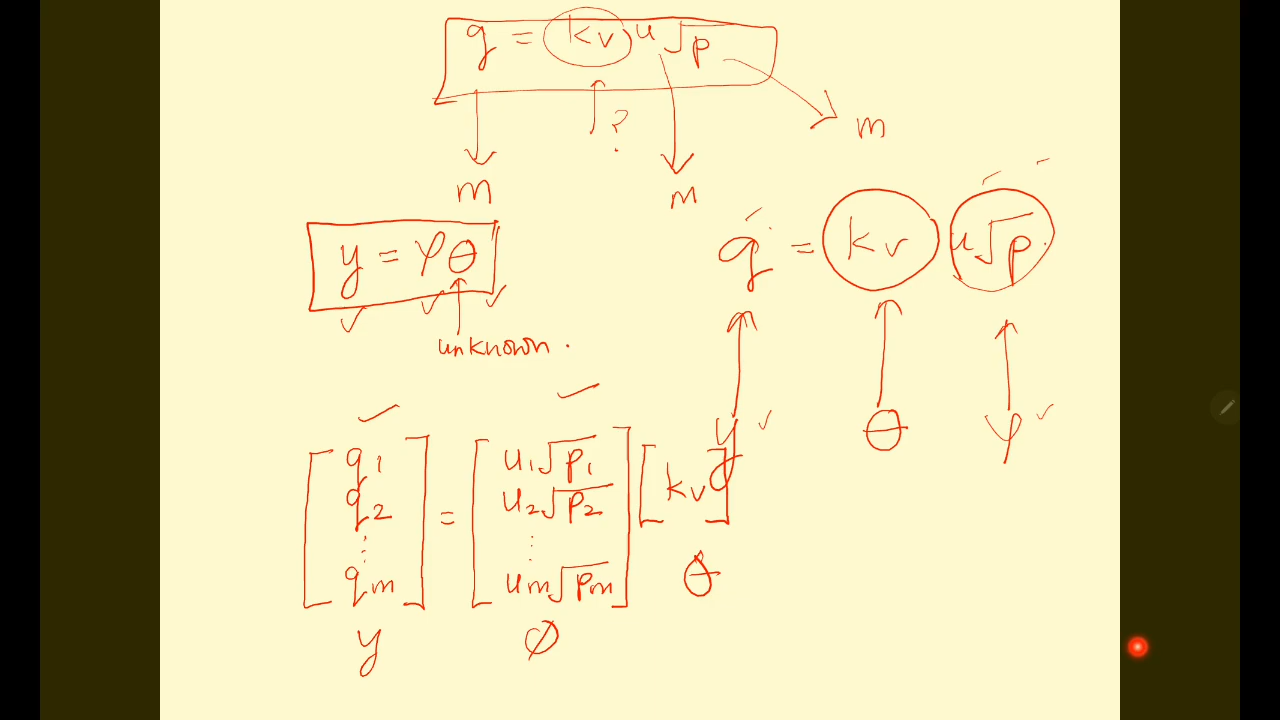 q = kv u √p
?
m
m m
y = φθ
q = kv u√p
unknown.
y θ φ
[q1 q2 ⋮ qm] = [u1√p1 u2√p2 ⋮ um√pm] [kv]
y Ø θ